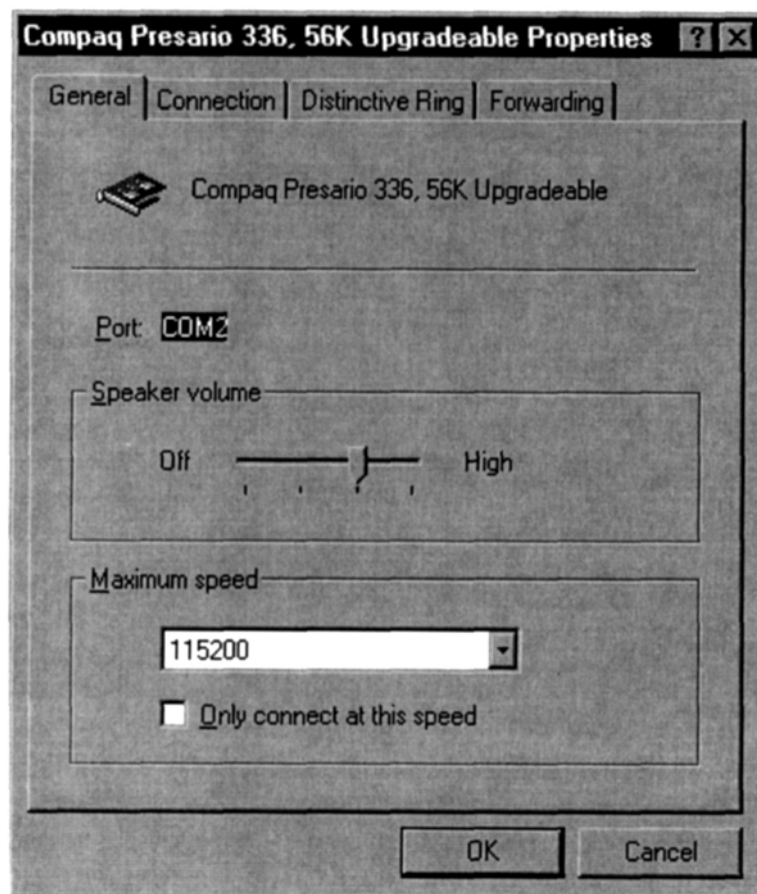 Compaq Presario 336, 56K Upgradeable Properties ? X
General Connection Distinctive Ring Forwarding
Compaq Presario 336, 56K Upgradeable
Port: COM2
Speaker volume
Off High
Maximum speed
115200
Only connect at this speed
OK Cancel